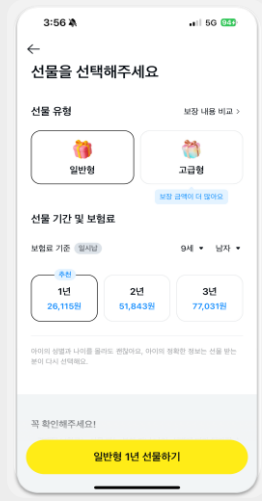 3:56
5G 94
선물을 선택해주세요
선물 유형
보장 내용 비교 >
일반형
고급형
보장 금액이 더 많아요
선물 기간 및 보험료
보험료 기준 일시납
9세 ▼ 남자 ▼
추천
1년
2년
3년
26,115원
51,843원
77,031원
아이의 성별과 나이를 몰라도 괜찮아요, 아이의 정확한 정보는 선물 받는
분이 다시 선택해요.
꼭 확인해주세요!
일반형 1년 선물하기